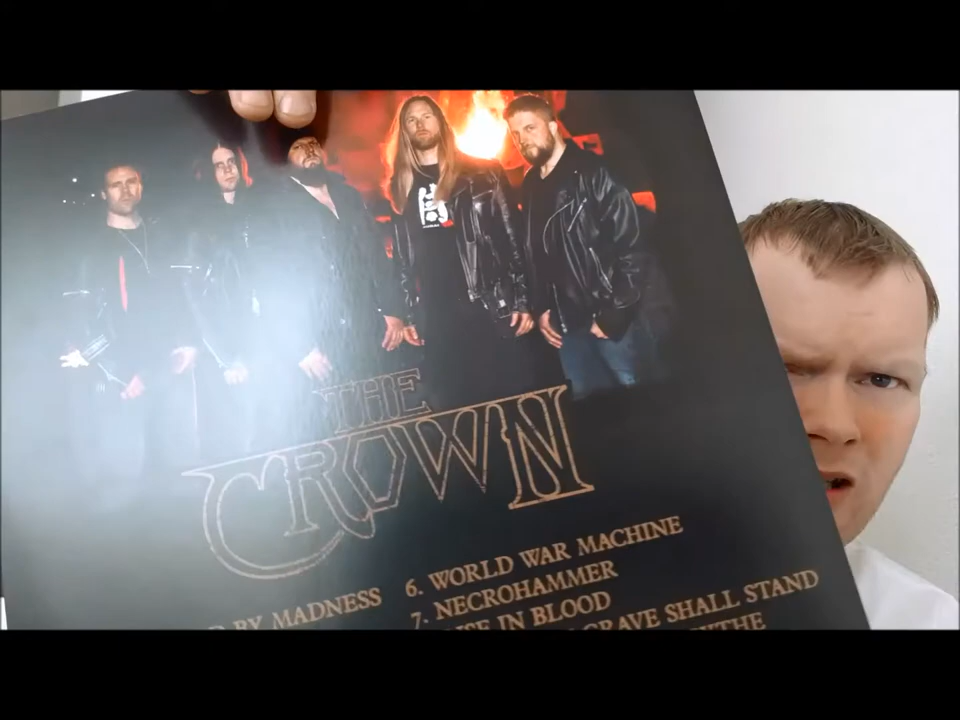 THE
CROWN
BY MADNESS
6. WORLD WAR MACHINE
7. NECROHAMMER
IN BLOOD
GRAVE SHALL STAND